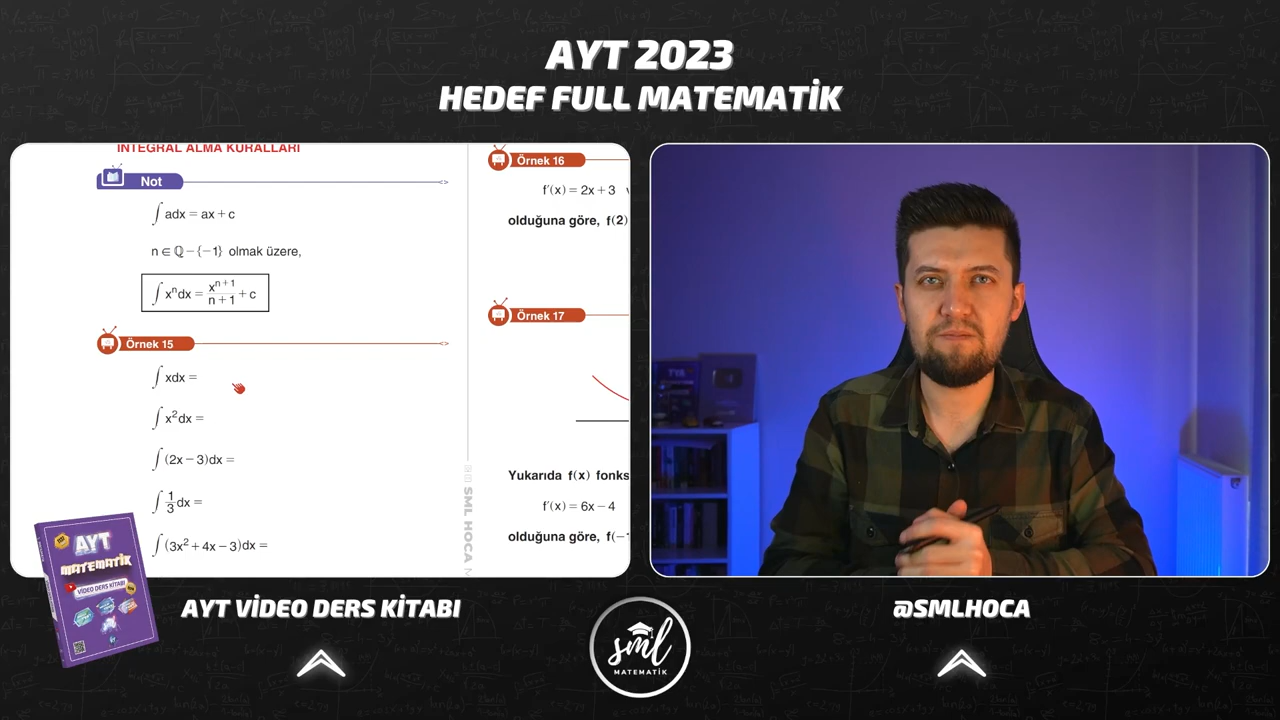 AYT 2023
HEDEF FULL MATEMATİK
İNTEGRAL ALMA KURALLARI
Not
∫ adx = ax + c
n ∈ ℚ − {−1} olmak üzere,
∫ xⁿdx = xⁿ⁺¹/(n + 1) + c
Örnek 15
∫ xdx =
∫ x²dx =
∫ (2x − 3)dx =
∫ 1/3 dx =
∫ (3x² + 4x − 3)dx =
SML HOCA
Örnek 16
f′(x) = 2x + 3
olduğuna göre, f(2)
Örnek 17
Yukarıda f(x) fonks
f′(x) = 6x − 4
olduğuna göre, f(−1
AYT
MATEMATİK
VİDEO DERS KİTABI
AYT VİDEO DERS KİTABI
sml
MATEMATİK
@SMLHOCA